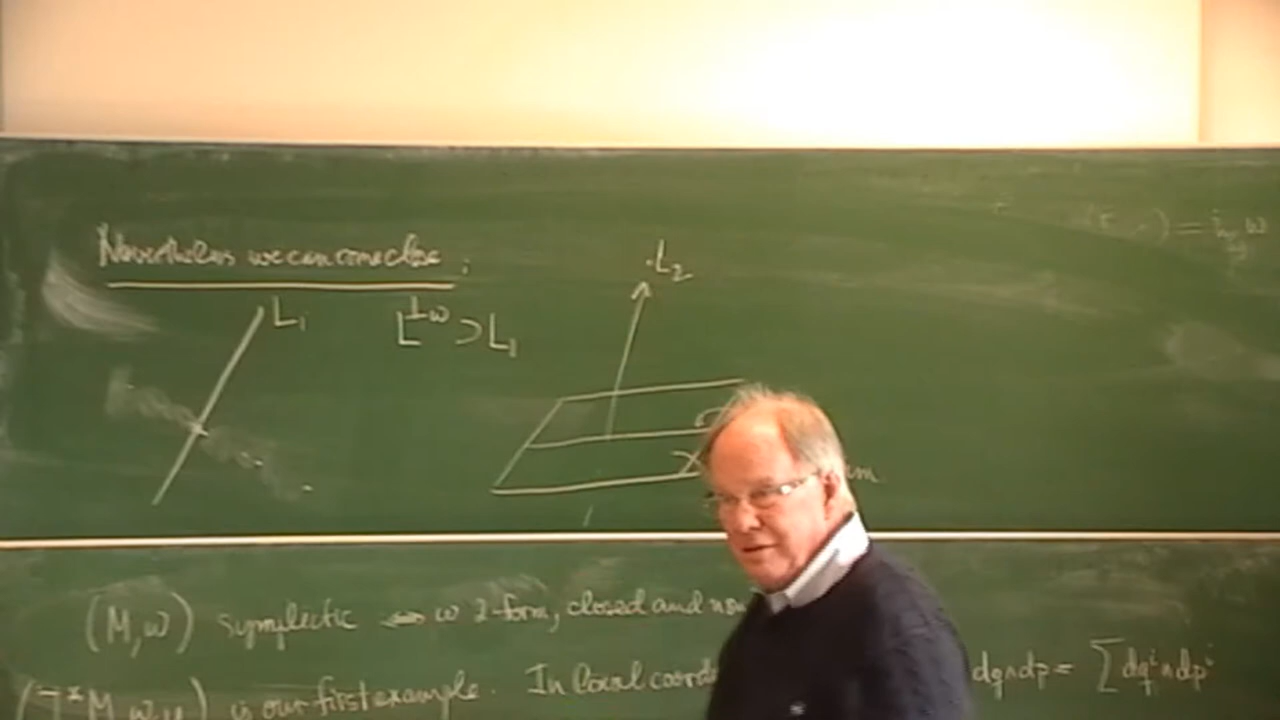 Nevertheless we can conclude :
L₁
L^⊥ω ⊃ L₁
L₂
) = i ω
m.
(M,ω) symplectic ⟺ ω 2-form, closed and non
(T*M, ω ) is our first example. In local coord
dq∧dp = ∑ dqⁱ ∧ dpⁱ